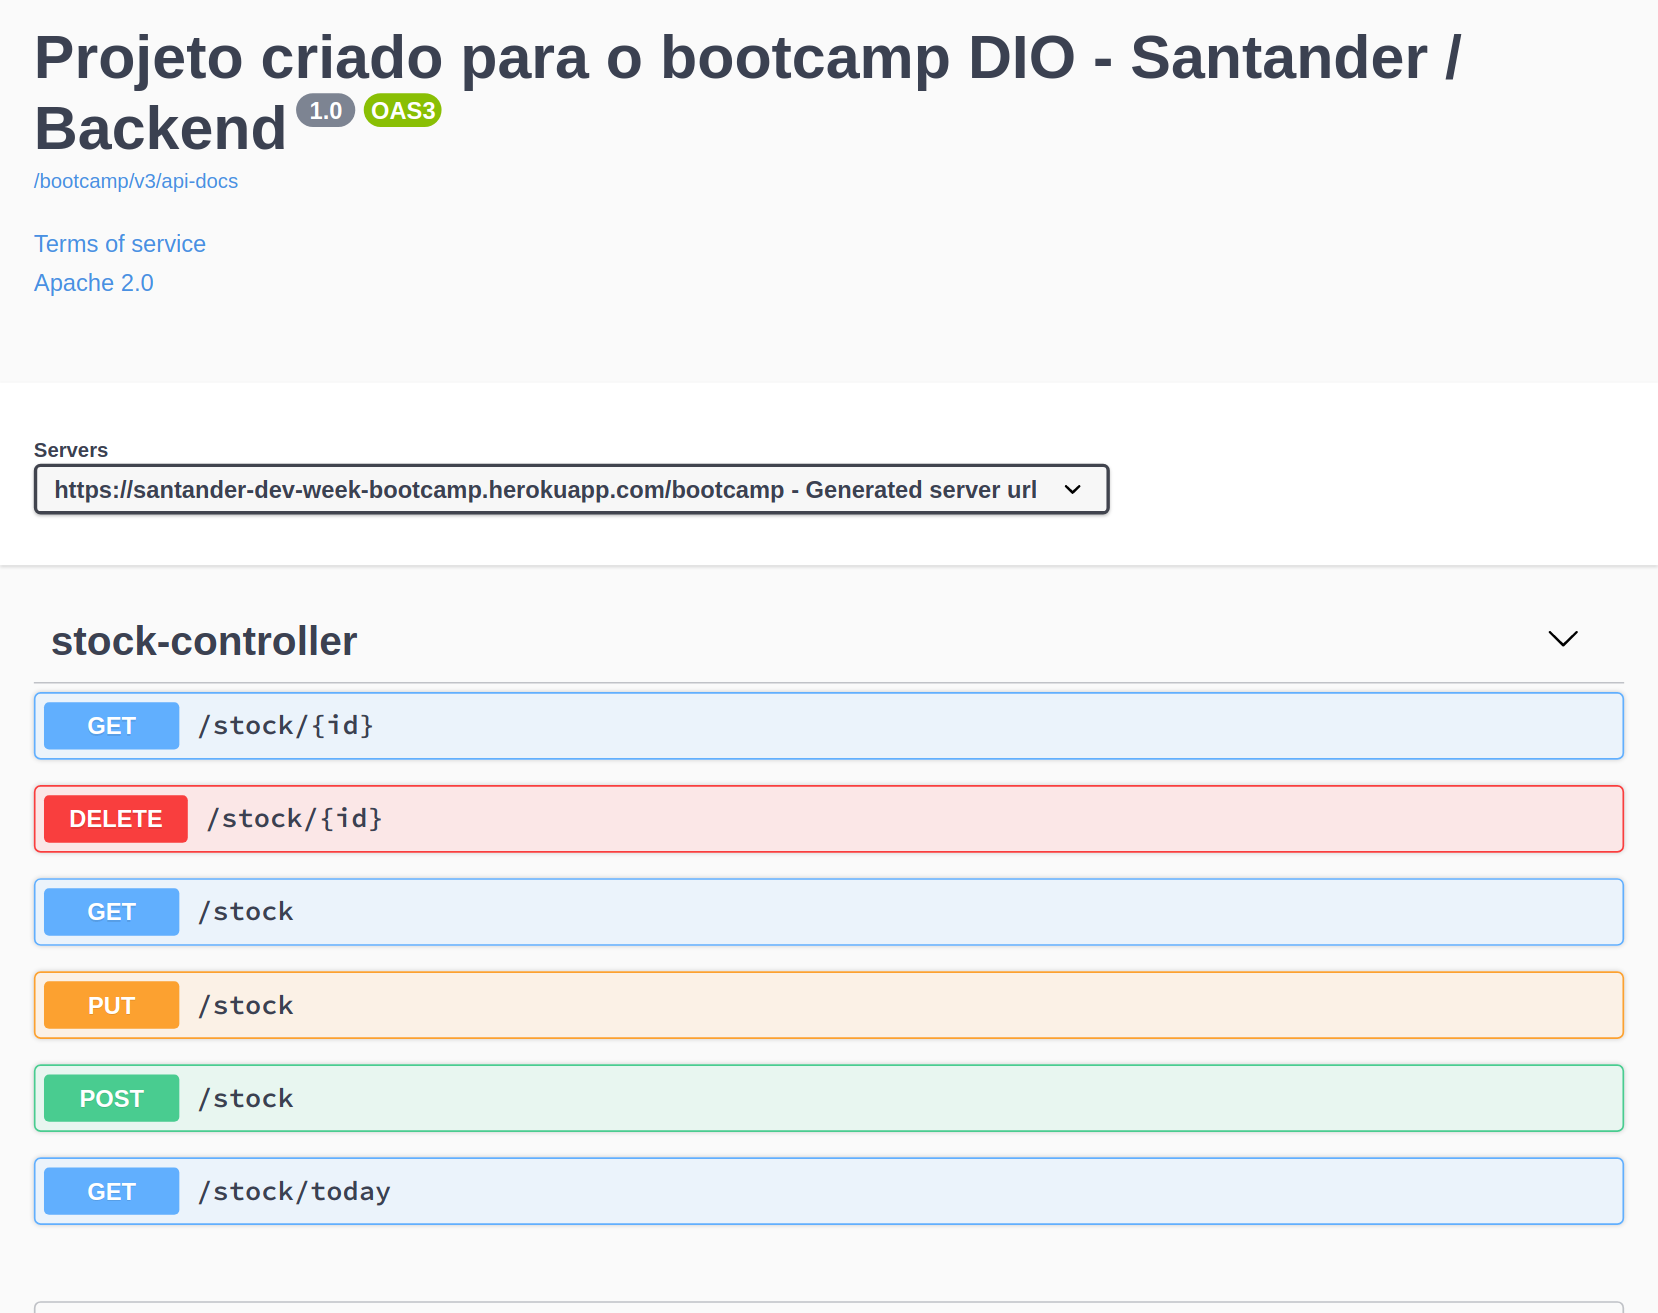 Projeto criado para o bootcamp DIO - Santander /
Backend 1.0 OAS3
/bootcamp/v3/api-docs
Terms of service
Apache 2.0
Servers
https://santander-dev-week-bootcamp.herokuapp.com/bootcamp - Generated server url
stock-controller
GET /stock/{id}
DELETE /stock/{id}
GET /stock
PUT /stock
POST /stock
GET /stock/today